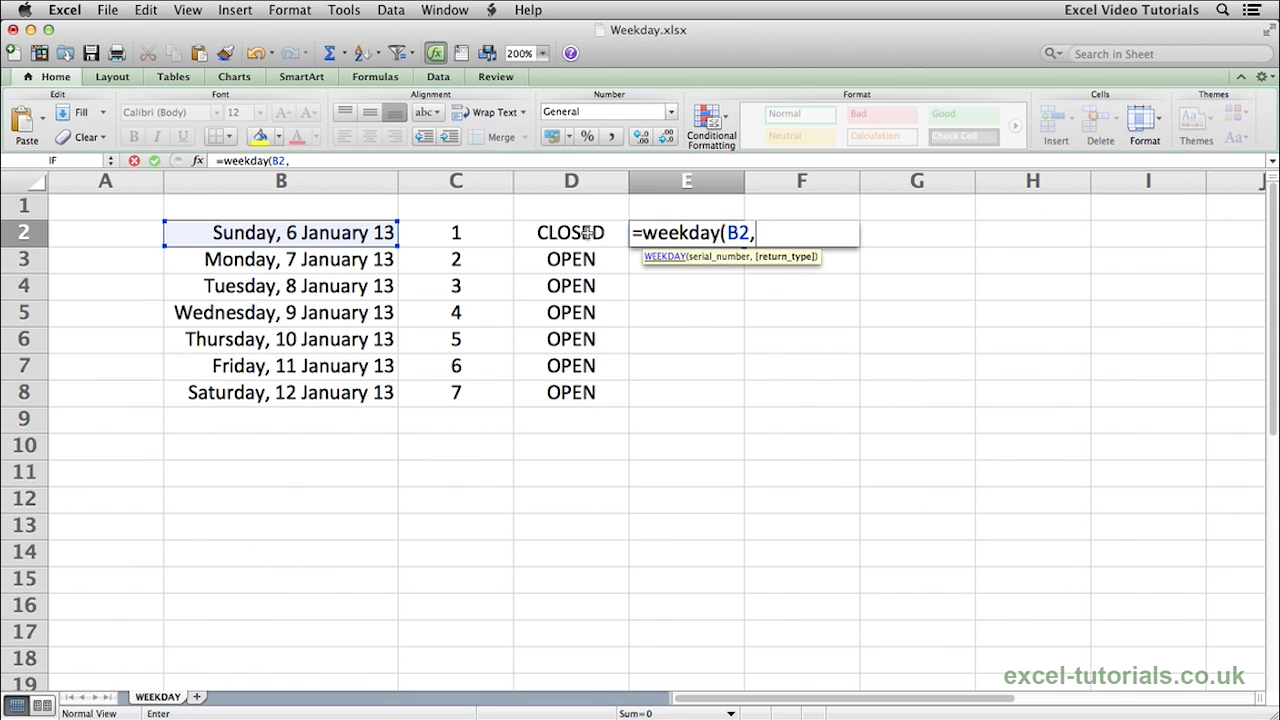 Excel File Edit View Insert Format Tools Data Window Help Excel Video Tutorials
Weekday.xlsx
200% Search in Sheet
Home Layout Tables Charts SmartArt Formulas Data Review
Edit Font Alignment Number Format Cells Themes
Fill Calibri (Body) 12 A A abc Wrap Text General Normal Bad Good
Paste Clear B I U Merge % , Conditional Formatting Neutral Calculation Check Cell Insert Delete Format Themes Aa
IF fx =weekday(B2,
A B C D E F G H I J
1
2 Sunday, 6 January 13 1 CLOSED =weekday(B2,
3 Monday, 7 January 13 2 OPEN WEEKDAY(serial_number, [return_type])
4 Tuesday, 8 January 13 3 OPEN
5 Wednesday, 9 January 13 4 OPEN
6 Thursday, 10 January 13 5 OPEN
7 Friday, 11 January 13 6 OPEN
8 Saturday, 12 January 13 7 OPEN
9
10
11
12
13
14
15
16
17
18
19
excel-tutorials.co.uk
WEEKDAY
Normal View Enter Sum=0